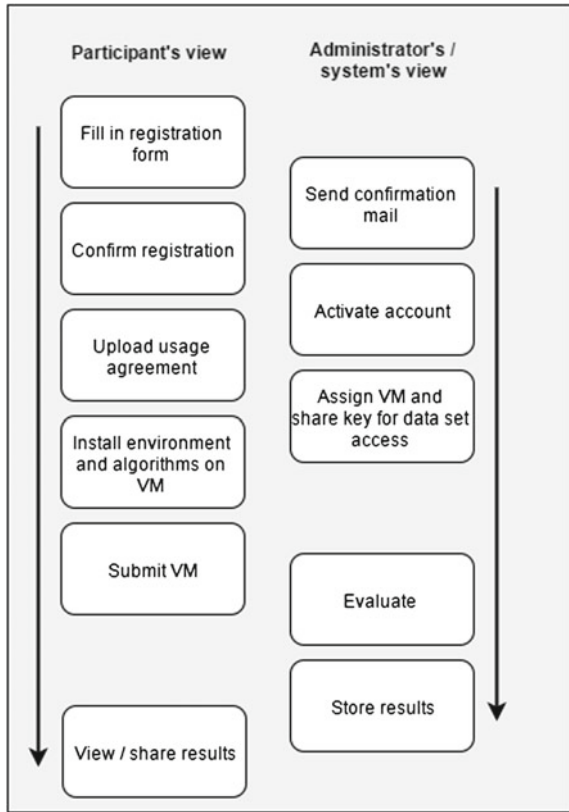 Participant's view
Fill in registration
form
Confirm registration
Upload usage
agreement
Install environment
and algorithms on
VM
Submit VM
View / share results
Administrator's /
system's view
Send confirmation
mail
Activate account
Assign VM and
share key for data set
access
Evaluate
Store results